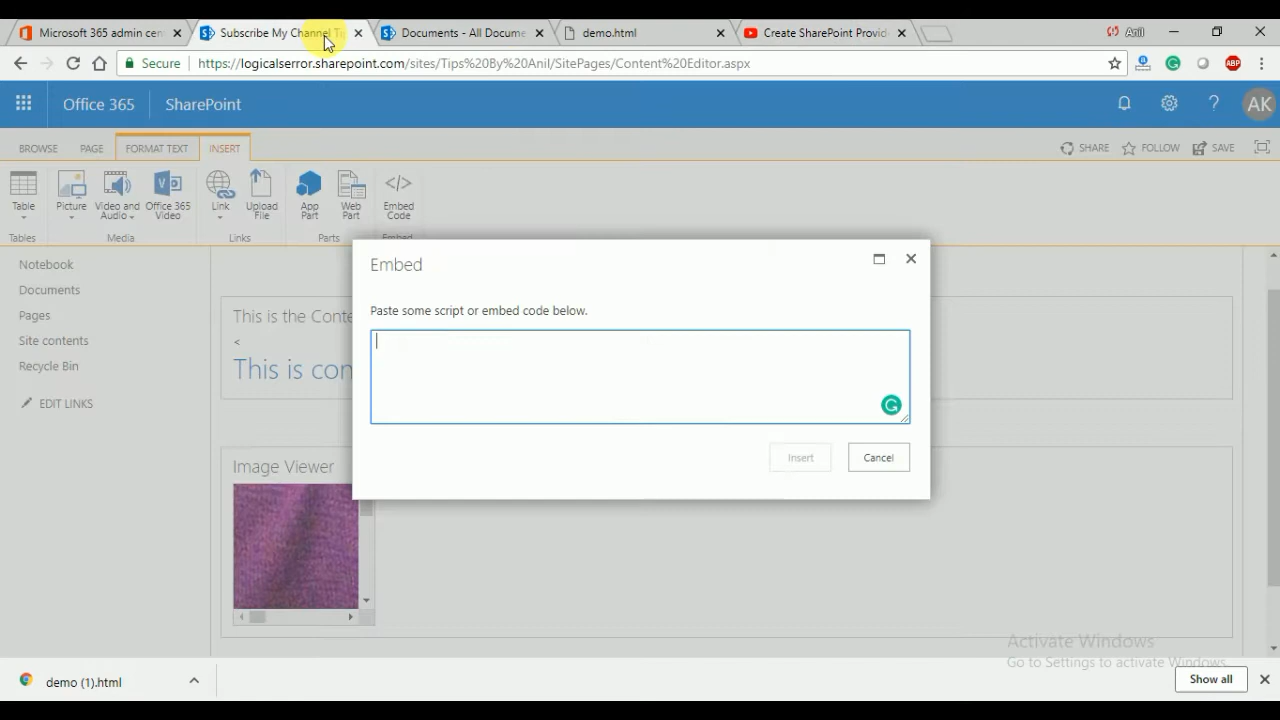 Microsoft 365 admin cen
Subscribe My Channel Ti
Documents - All Docume
demo.html
Create SharePoint Provid
Anil
Secure
https://logicalserror.sharepoint.com/sites/Tips%20By%20Anil/SitePages/Content%20Editor.aspx
ABP
Office 365
SharePoint
?
AK
BROWSE
PAGE
FORMAT TEXT
INSERT
SHARE
FOLLOW
SAVE
Table
Picture
Video and Audio
Office 365 Video
Link
Upload File
App Part
Web Part
Embed Code
Tables
Media
Links
Parts
Embed
Notebook
Documents
Pages
Site contents
Recycle Bin
EDIT LINKS
This is the Conte
<
This is con
Image Viewer
Embed
Paste some script or embed code below.
Insert
Cancel
Activate Windows
Go to Settings to activate Windows.
demo (1).html
Show all